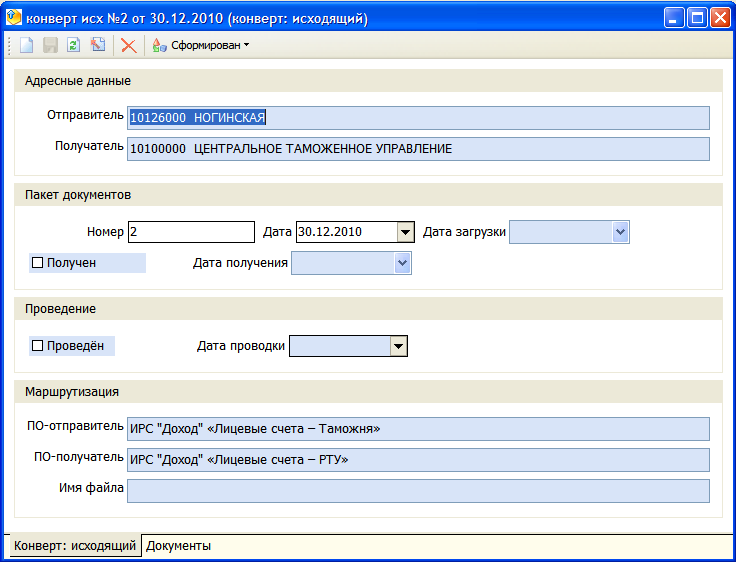 конверт исх №2 от 30.12.2010 (конверт: исходящий)
Сформирован
Адресные данные
Отправитель 10126000 НОГИНСКАЯ
Получатель 10100000 ЦЕНТРАЛЬНОЕ ТАМОЖЕННОЕ УПРАВЛЕНИЕ
Пакет документов
Номер 2 Дата 30.12.2010 Дата загрузки
Получен Дата получения
Проведение
Проведён Дата проводки
Маршрутизация
ПО-отправитель ИРС "Доход" «Лицевые счета – Таможня»
ПО-получатель ИРС "Доход" «Лицевые счета – РТУ»
Имя файла
Конверт: исходящий Документы